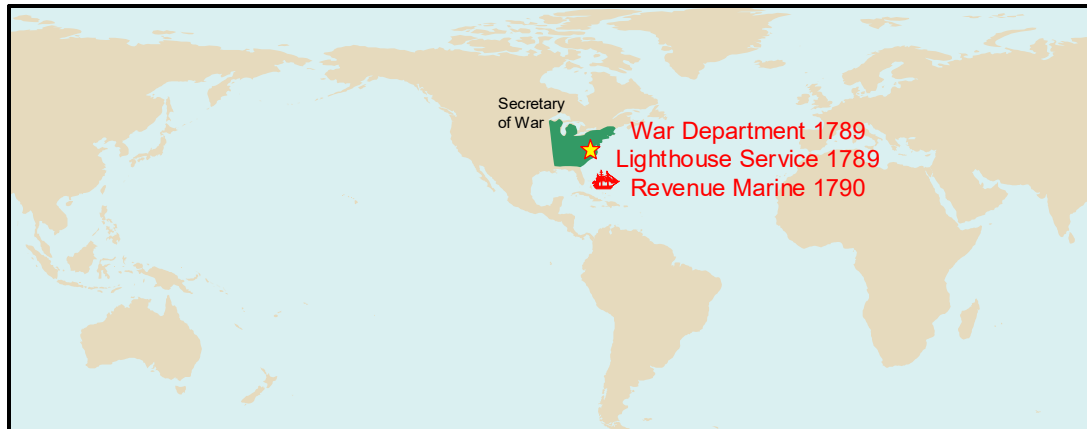 Secretary
of War
War Department 1789
Lighthouse Service 1789
Revenue Marine 1790